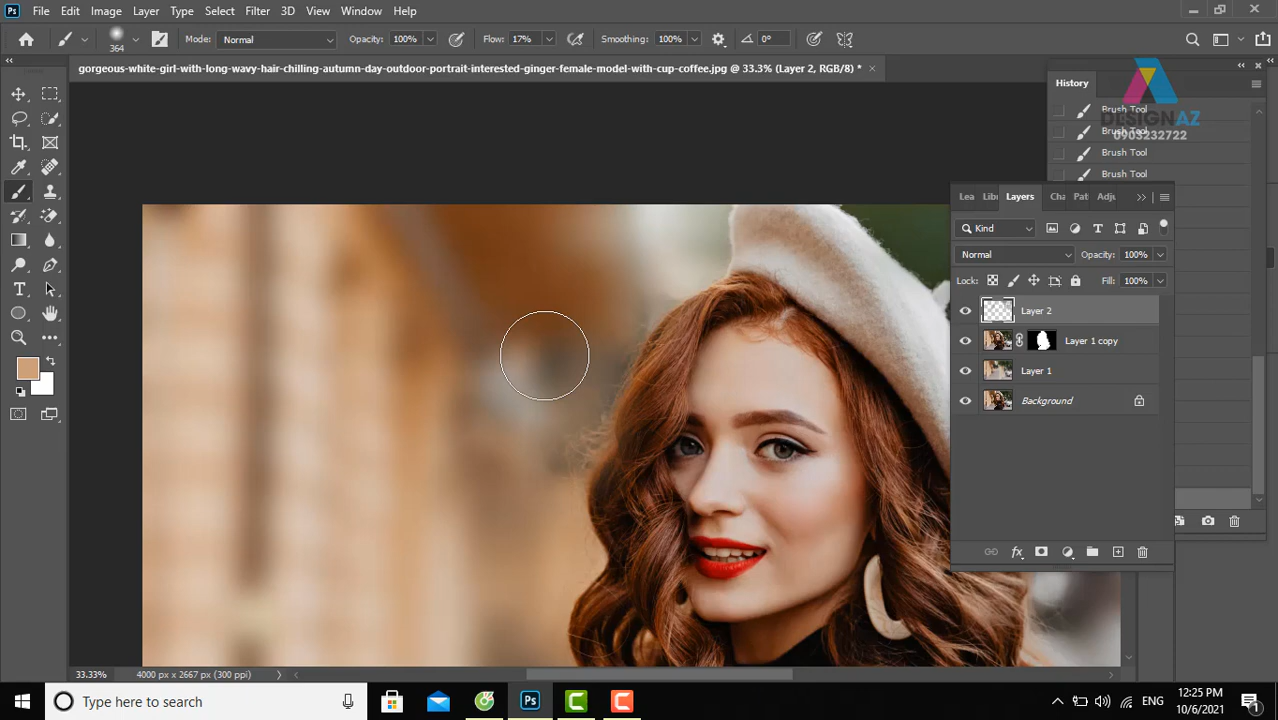 Ps File Edit Image Layer Type Select Filter 3D View Window Help
364 Mode: Normal Opacity: 100% Flow: 17% Smoothing: 100% 0°
gorgeous-white-girl-with-long-wavy-hair-chilling-autumn-day-outdoor-portrait-interested-ginger-female-model-with-cup-coffee.jpg @ 33.3% (Layer 2, RGB/8) *
History
DESIGNAZ
0903232722
Brush Tool
Brush Tool
Brush Tool
Brush Tool
Lea Lib Layers Cha Pat Adju
Kind
Normal Opacity: 100%
Lock: Fill: 100%
Layer 2
Layer 1 copy
Layer 1
Background
33.33% 4000 px x 2667 px (300 ppi)
Type here to search
Ps
ENG
12:25 PM
10/6/2021
1